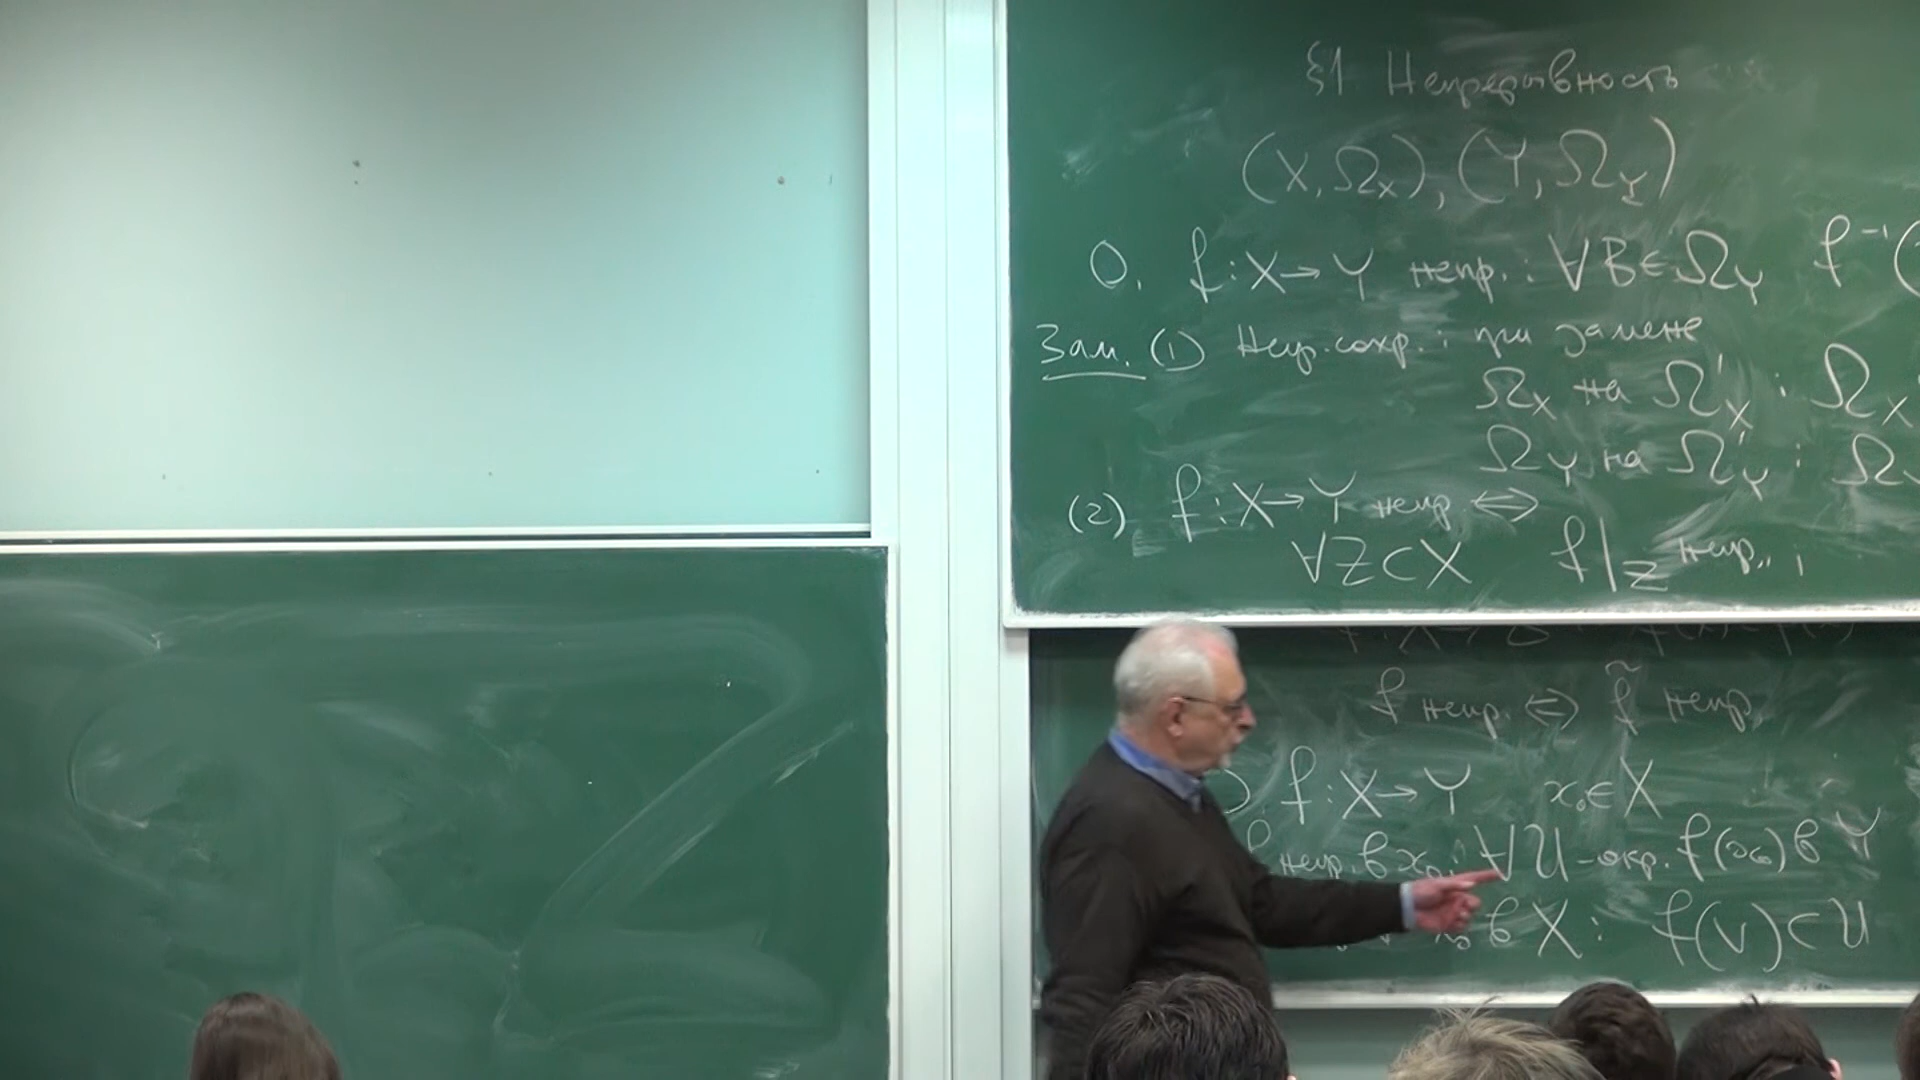 §1 Непрерывность
(X, Ω_X), (Y, Ω_Y)
О. f: X → Y непр.: ∀B ∈ Ω_Y f⁻¹(
Зам. (1) Непр. сохр.: при замене
Ω_X на Ω'_X : Ω_X
Ω_Y на Ω'_Y : Ω
(2) f: X → Y непр. ⇔
∀Z ⊂ X f|_Z непр.
f непр. ⇔ f̃ непр.
f: X → Y x₀ ∈ X
непр. в x₀: ∀U - окр. f(x₀) в Y
x₀ в X: f(V) ⊂ U